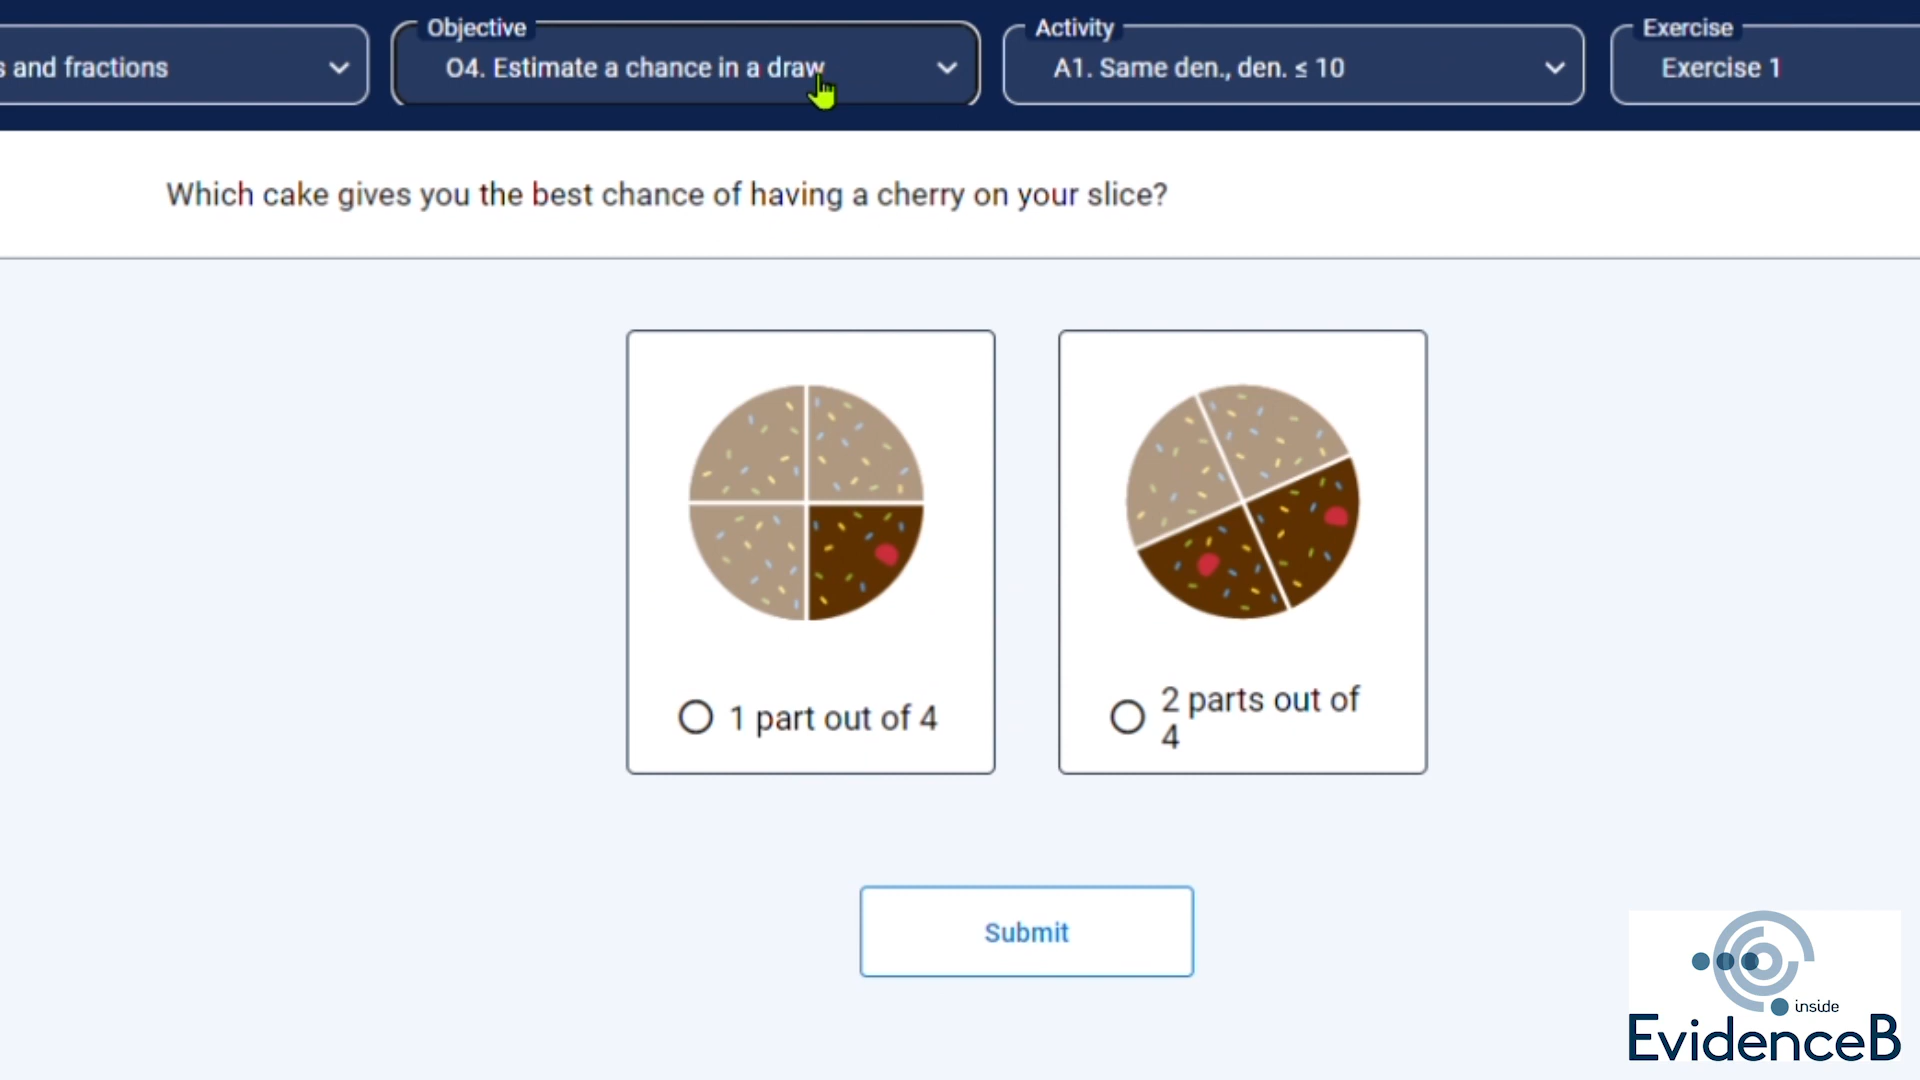 Objective
Activity
Exercise
s and fractions
O4. Estimate a chance in a draw
A1. Same den., den. ≤ 10
Exercise 1
Which cake gives you the best chance of having a cherry on your slice?
1 part out of 4
2 parts out of
4
Submit
inside
EvidenceB